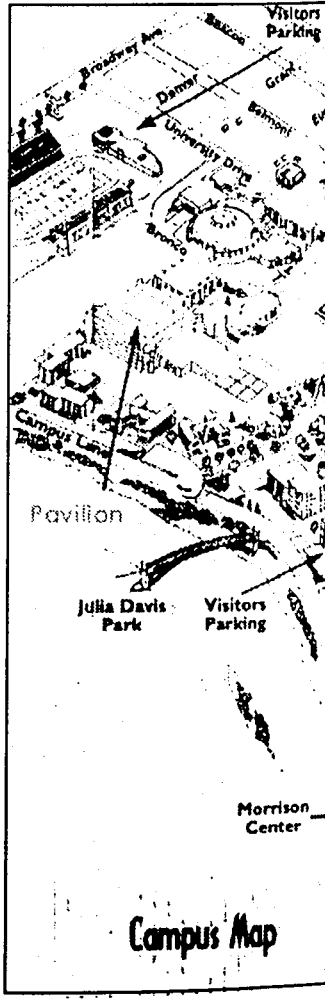 Visitors
Parking
Beacon
Broadway Ave
Denver
Grant
Belmont
University Drive
Bronco
Campus Lane
Pavilion
Julia Davis
Park
Visitors
Parking
Morrison
Center
Campus Map